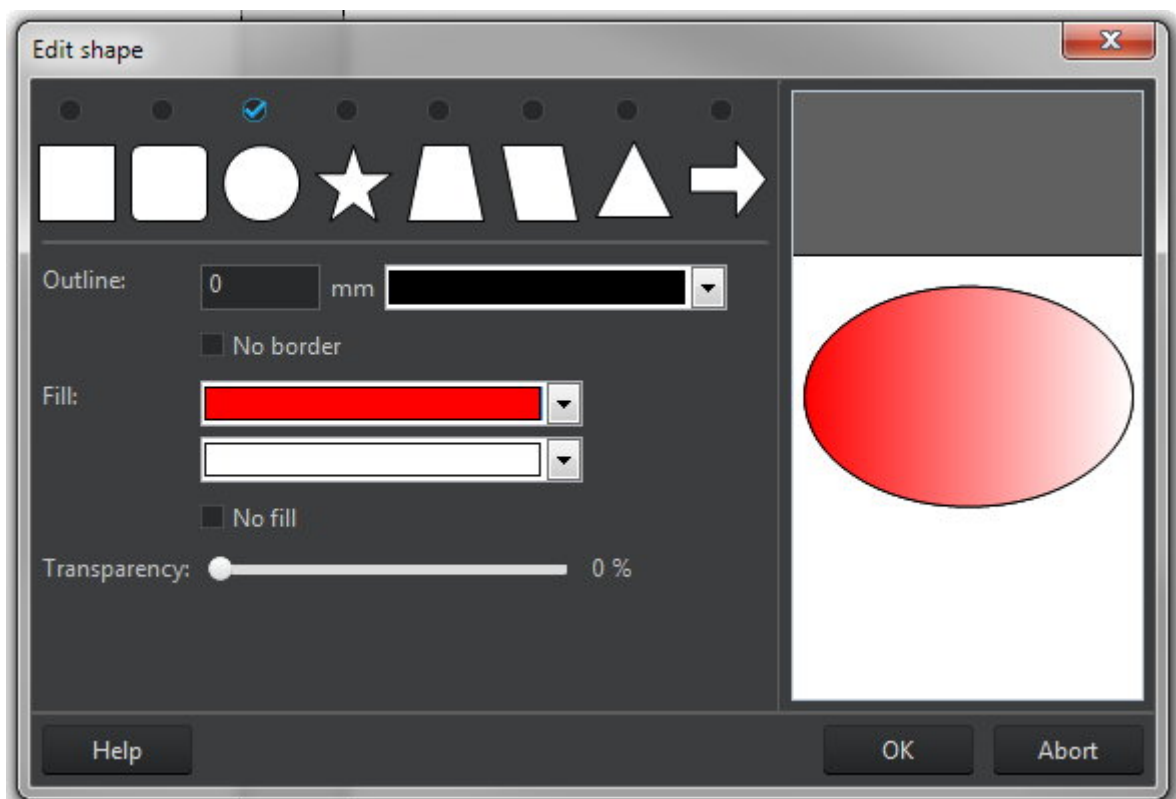 Edit shape
Outline: 0 mm
No border
Fill:
No fill
Transparency: 0 %
Help OK Abort